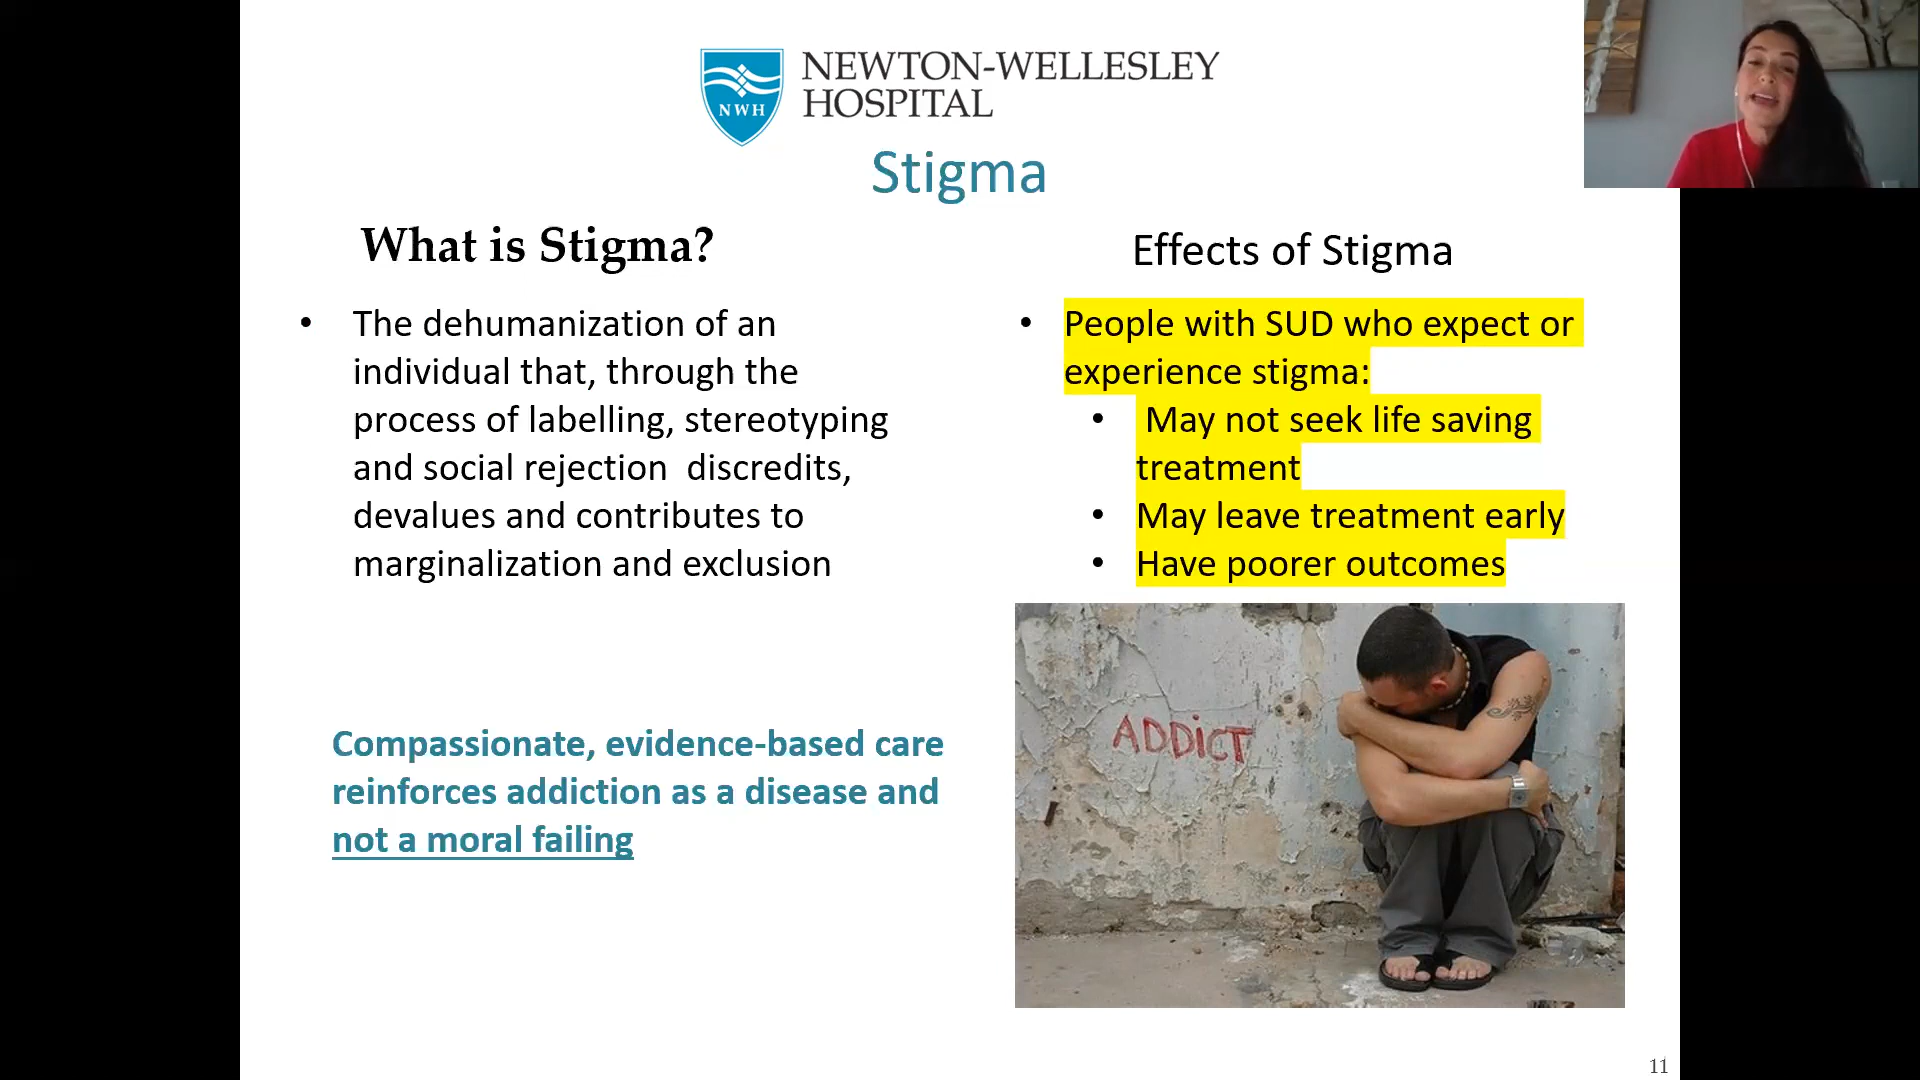 NWH
NEWTON-WELLESLEY
HOSPITAL
Stigma
What is Stigma?
• The dehumanization of an
individual that, through the
process of labelling, stereotyping
and social rejection  discredits,
devalues and contributes to
marginalization and exclusion
Compassionate, evidence-based care
reinforces addiction as a disease and
not a moral failing
Effects of Stigma
• People with SUD who expect or
experience stigma:
• May not seek life saving
treatment
• May leave treatment early
• Have poorer outcomes
ADDiCT
11